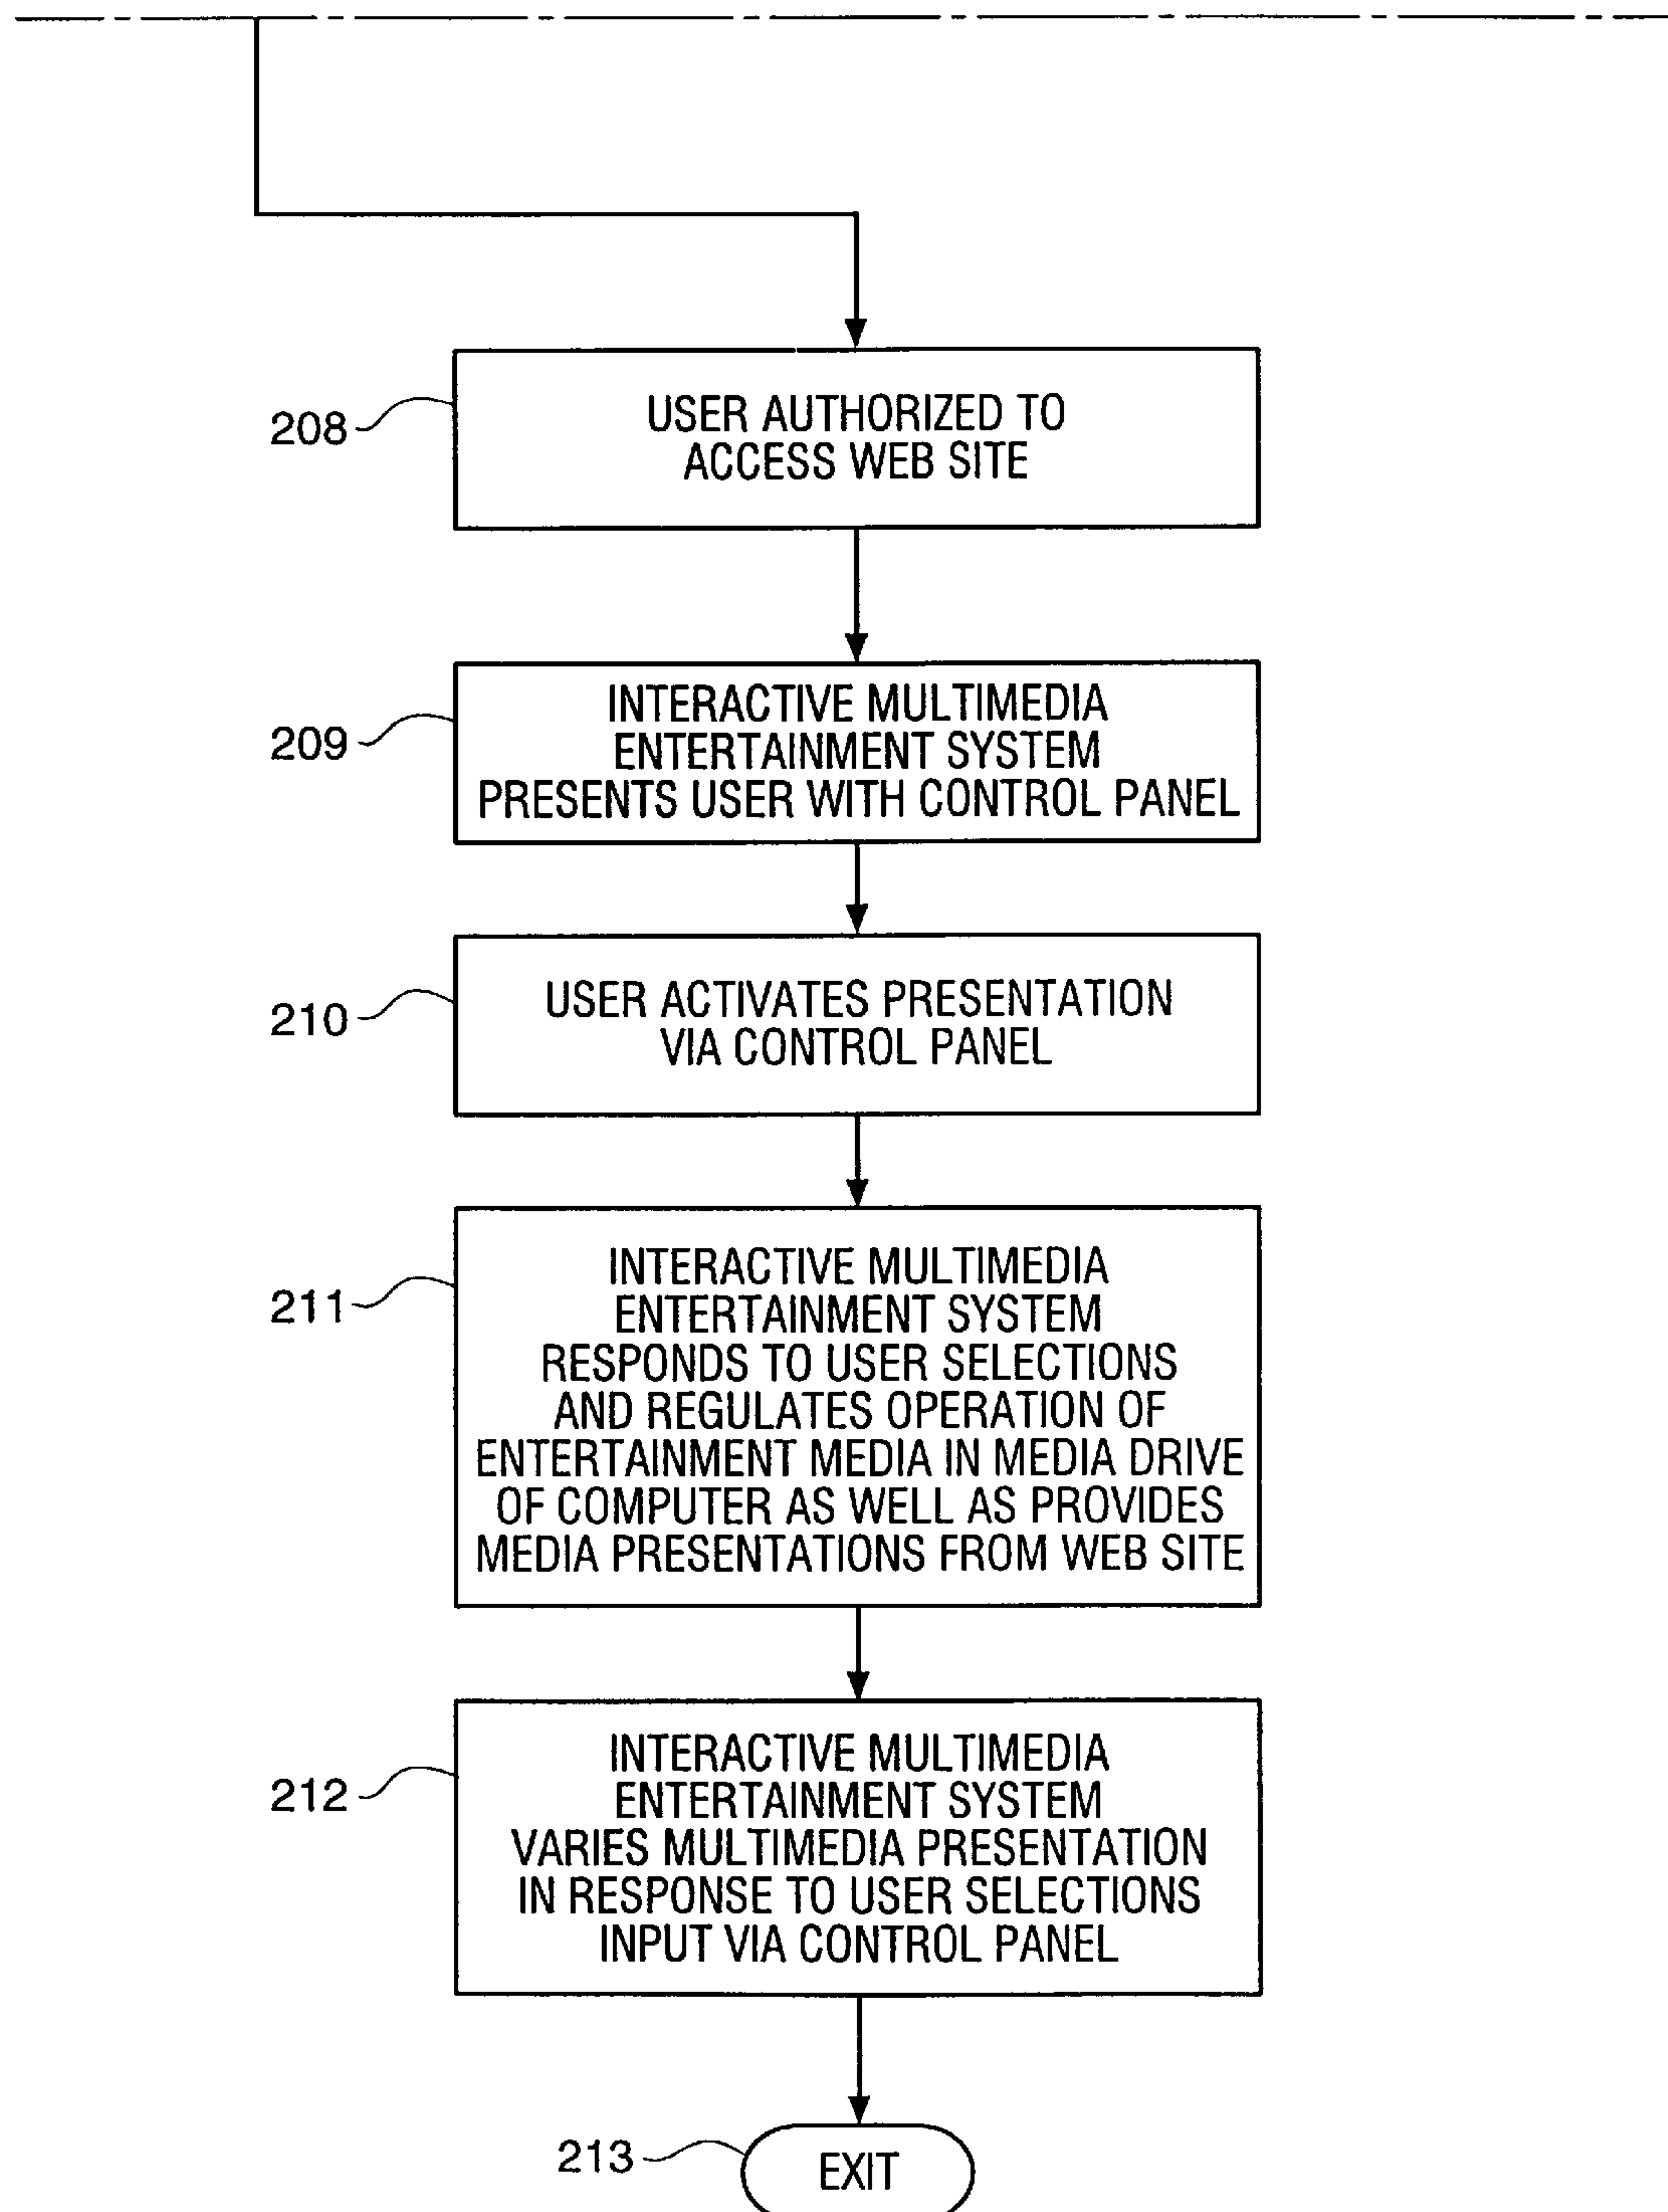 208
USER AUTHORIZED TO
ACCESS WEB SITE
209
INTERACTIVE MULTIMEDIA
ENTERTAINMENT SYSTEM
PRESENTS USER WITH CONTROL PANEL
210
USER ACTIVATES PRESENTATION
VIA CONTROL PANEL
211
INTERACTIVE MULTIMEDIA
ENTERTAINMENT SYSTEM
RESPONDS TO USER SELECTIONS
AND REGULATES OPERATION OF
ENTERTAINMENT MEDIA IN MEDIA DRIVE
OF COMPUTER AS WELL AS PROVIDES
MEDIA PRESENTATIONS FROM WEB SITE
212
INTERACTIVE MULTIMEDIA
ENTERTAINMENT SYSTEM
VARIES MULTIMEDIA PRESENTATION
IN RESPONSE TO USER SELECTIONS
INPUT VIA CONTROL PANEL
213
EXIT